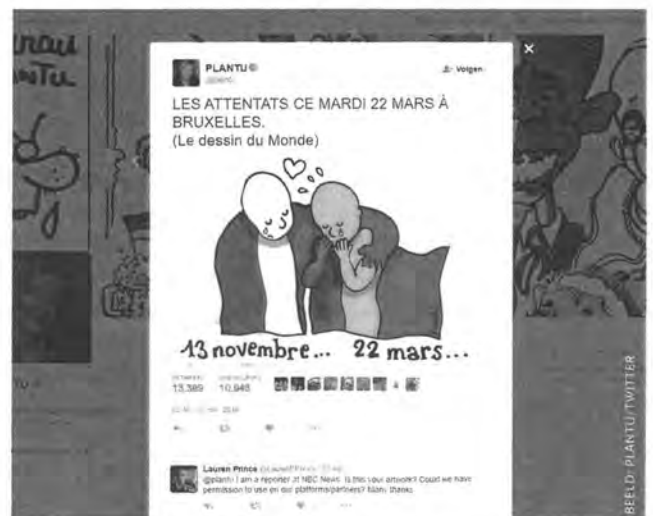 PLANTU
Volgen
LES ATTENTATS CE MARDI 22 MARS À
BRUXELLES.
(Le dessin du Monde)
13 novembre... 22 mars...
13,389 10,948
Lauren Prince
@plantu I am a reporter at NBC News. Is this your artwork? Could we have
permission to use on our platforms/partners? Many thanks
BEELD: PLANTU/TWITTER